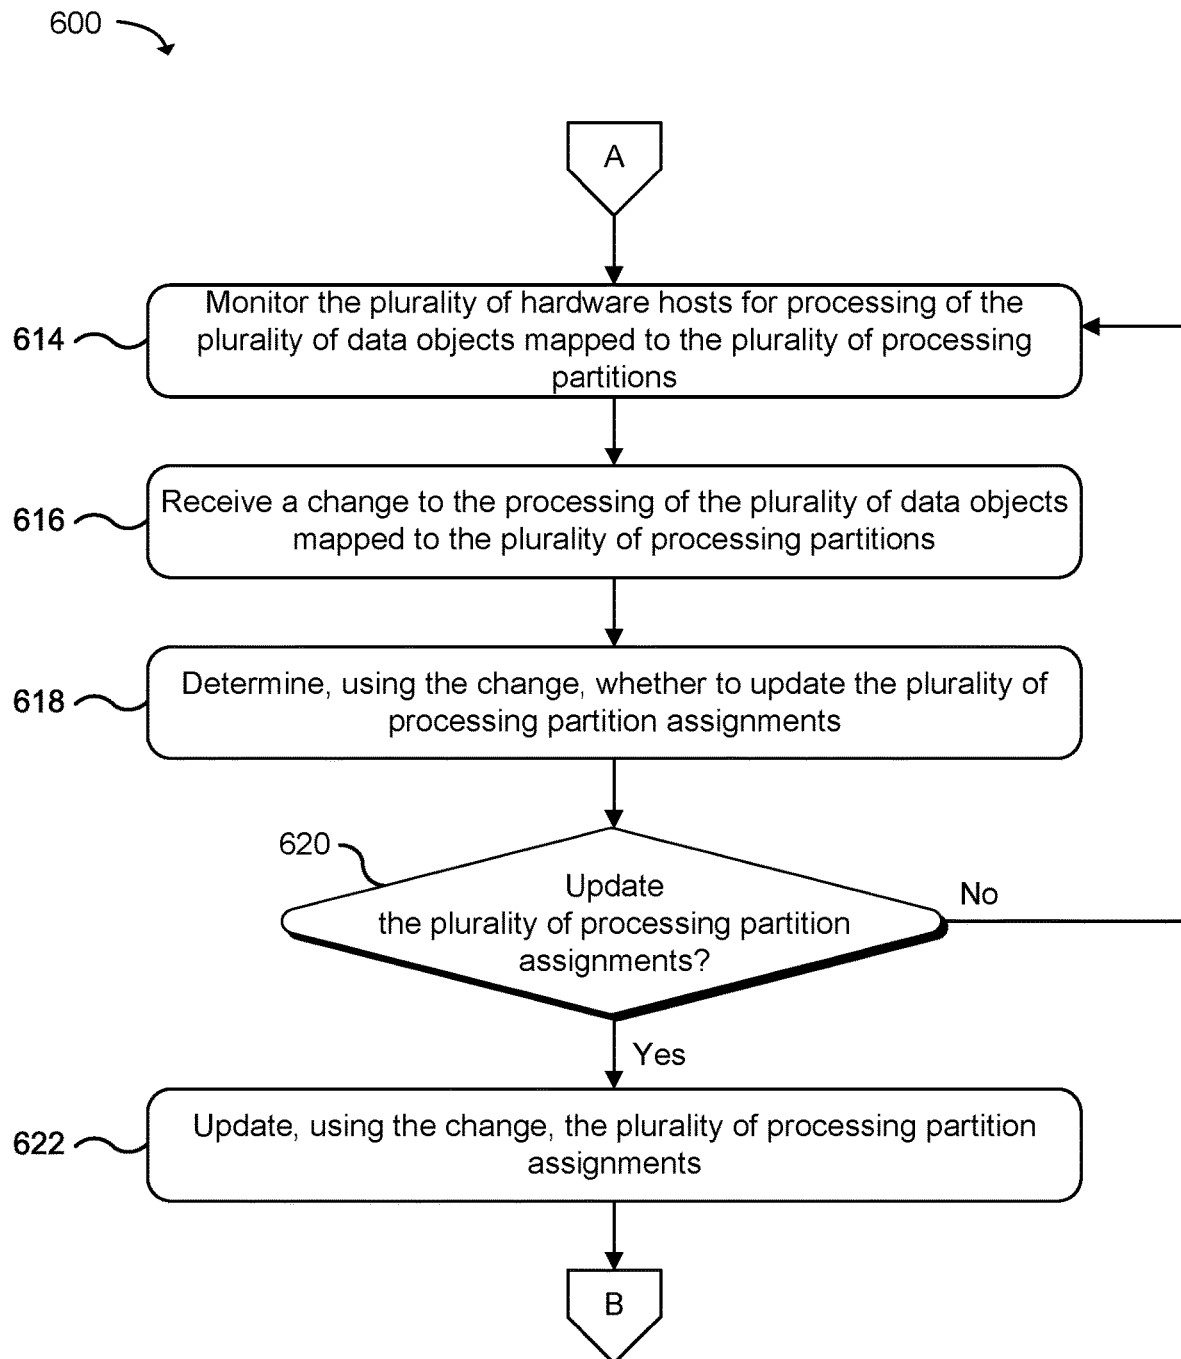 600
A
Monitor the plurality of hardware hosts for processing of the
614
plurality of data objects mapped to the plurality of processing
partitions
Receive a change to the processing of the plurality of data objects
616
mapped to the plurality of processing partitions
Determine, using the change, whether to update the plurality of
618
processing partition assignments
620
Update
the plurality of processing partition
assignments?
No
Yes
Update, using the change, the plurality of processing partition
622
assignments
B